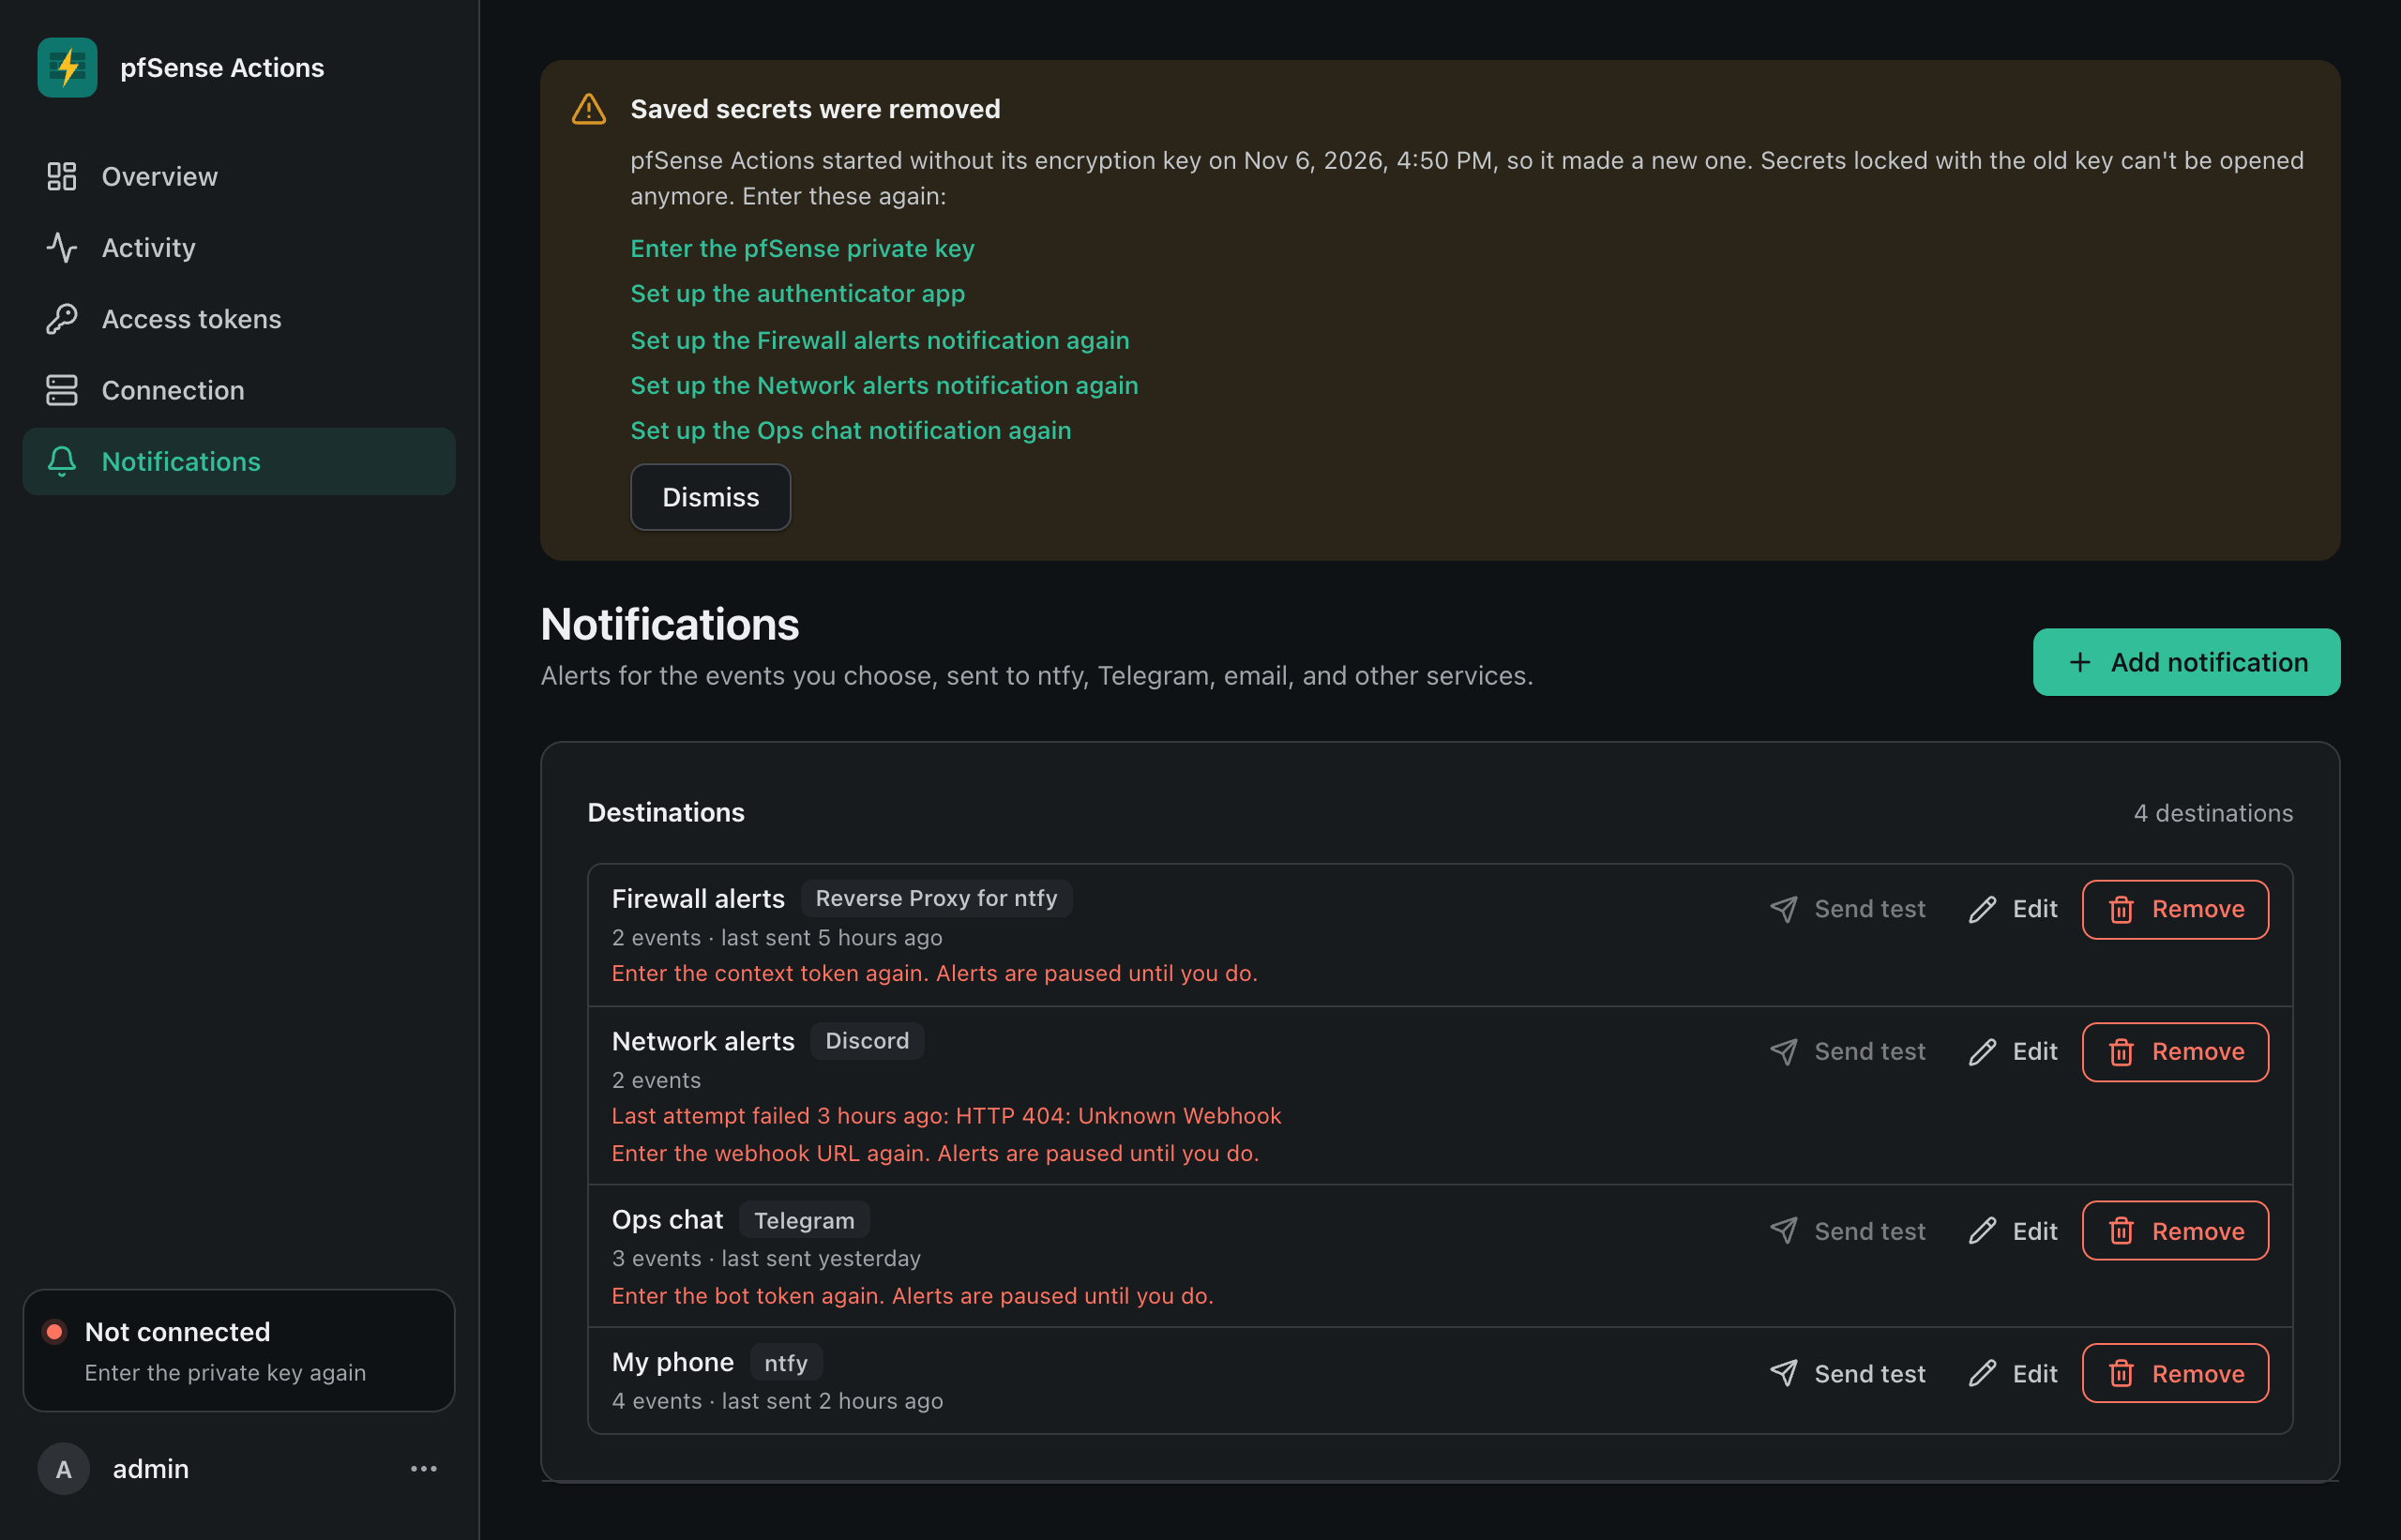 pfSense Actions
Overview
Activity
Access tokens
Connection
Notifications
Not connected
Enter the private key again
A
admin
Saved secrets were removed
pfSense Actions started without its encryption key on Nov 6, 2026, 4:50 PM, so it made a new one. Secrets locked with the old key can't be opened
anymore. Enter these again:
Enter the pfSense private key
Set up the authenticator app
Set up the Firewall alerts notification again
Set up the Network alerts notification again
Set up the Ops chat notification again
Dismiss
Notifications
Alerts for the events you choose, sent to ntfy, Telegram, email, and other services.
Add notification
Destinations
4 destinations
Firewall alerts Reverse Proxy for ntfy
2 events · last sent 5 hours ago
Enter the context token again. Alerts are paused until you do.
Send test Edit Remove
Network alerts Discord
2 events
Last attempt failed 3 hours ago: HTTP 404: Unknown Webhook
Enter the webhook URL again. Alerts are paused until you do.
Send test Edit Remove
Ops chat Telegram
3 events · last sent yesterday
Enter the bot token again. Alerts are paused until you do.
Send test Edit Remove
My phone ntfy
4 events · last sent 2 hours ago
Send test Edit Remove